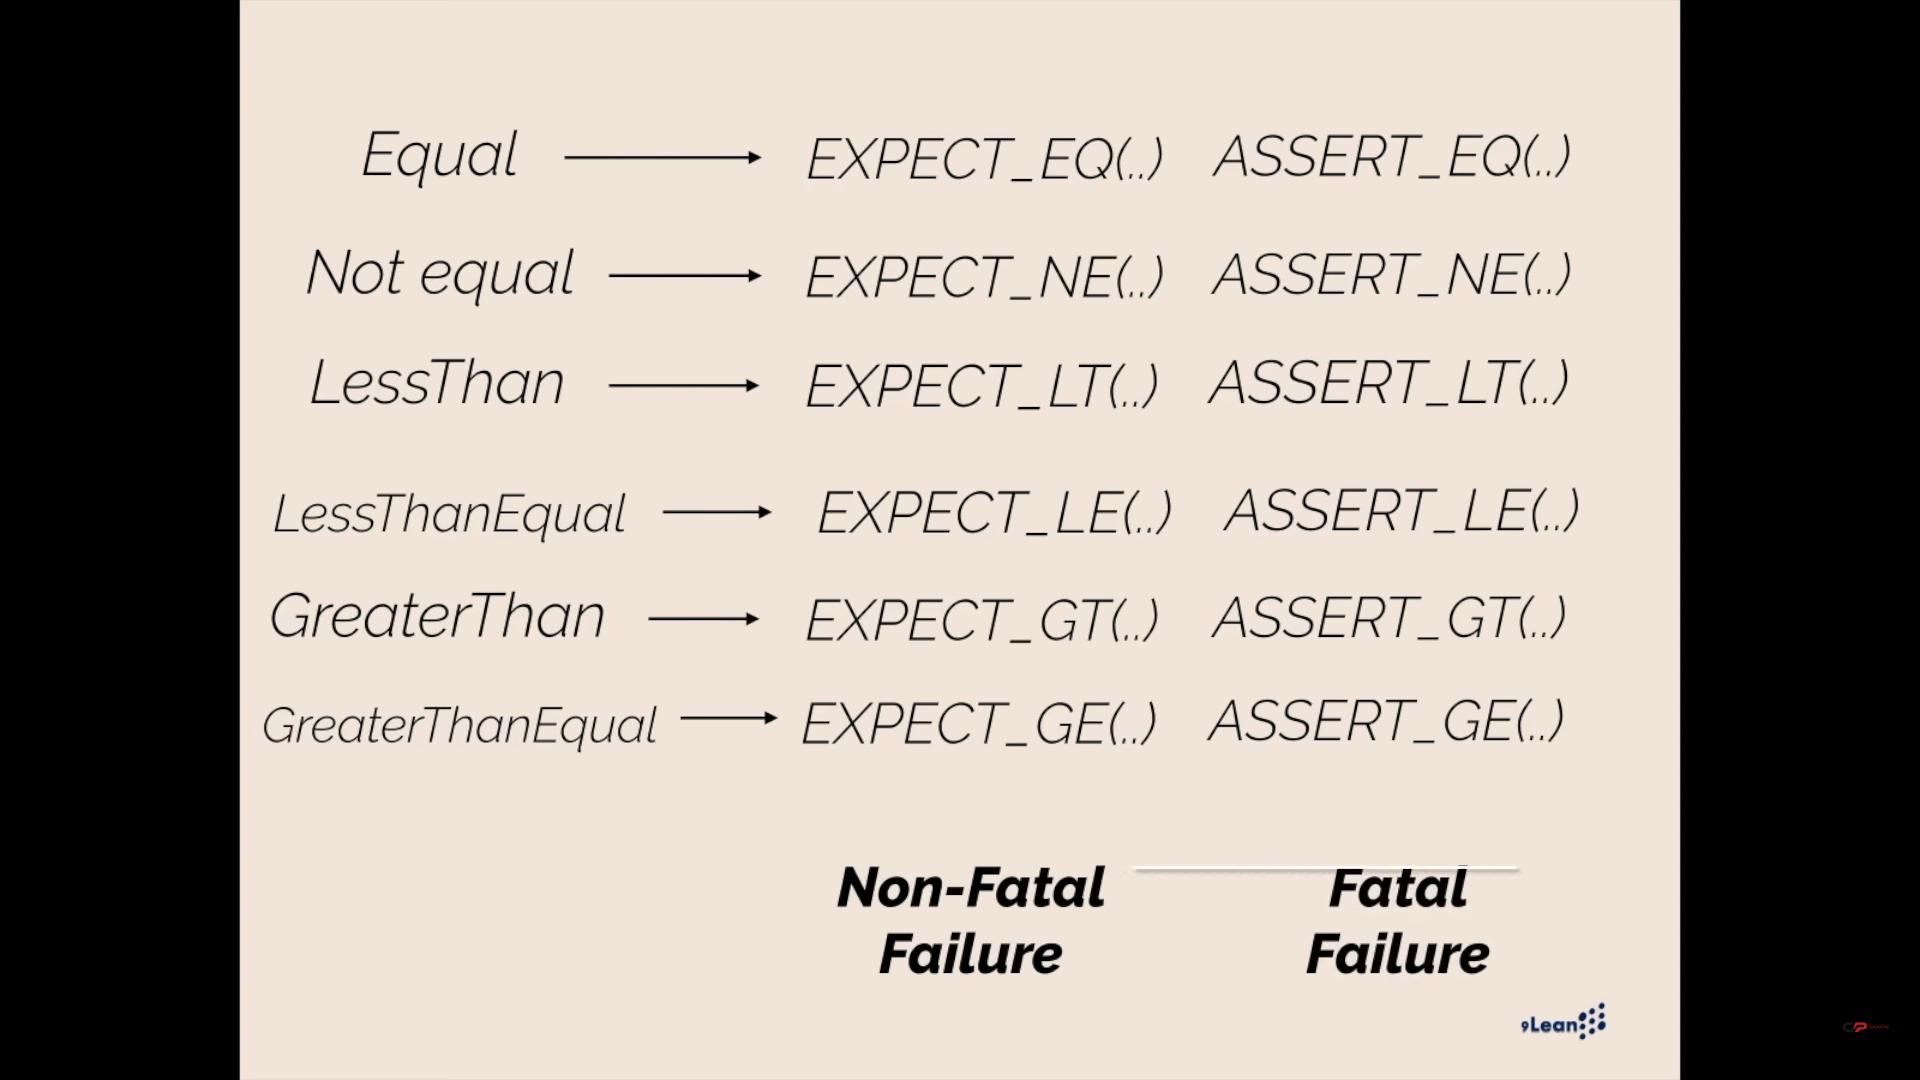 Equal EXPECT_EQ(..) ASSERT_EQ(..)
Not equal EXPECT_NE(..) ASSERT_NE(..)
LessThan EXPECT_LT(..) ASSERT_LT(..)
LessThanEqual EXPECT_LE(..) ASSERT_LE(..)
GreaterThan EXPECT_GT(..) ASSERT_GT(..)
GreaterThanEqual EXPECT_GE(..) ASSERT_GE(..)
Non-Fatal Fatal
Failure Failure
9Lean